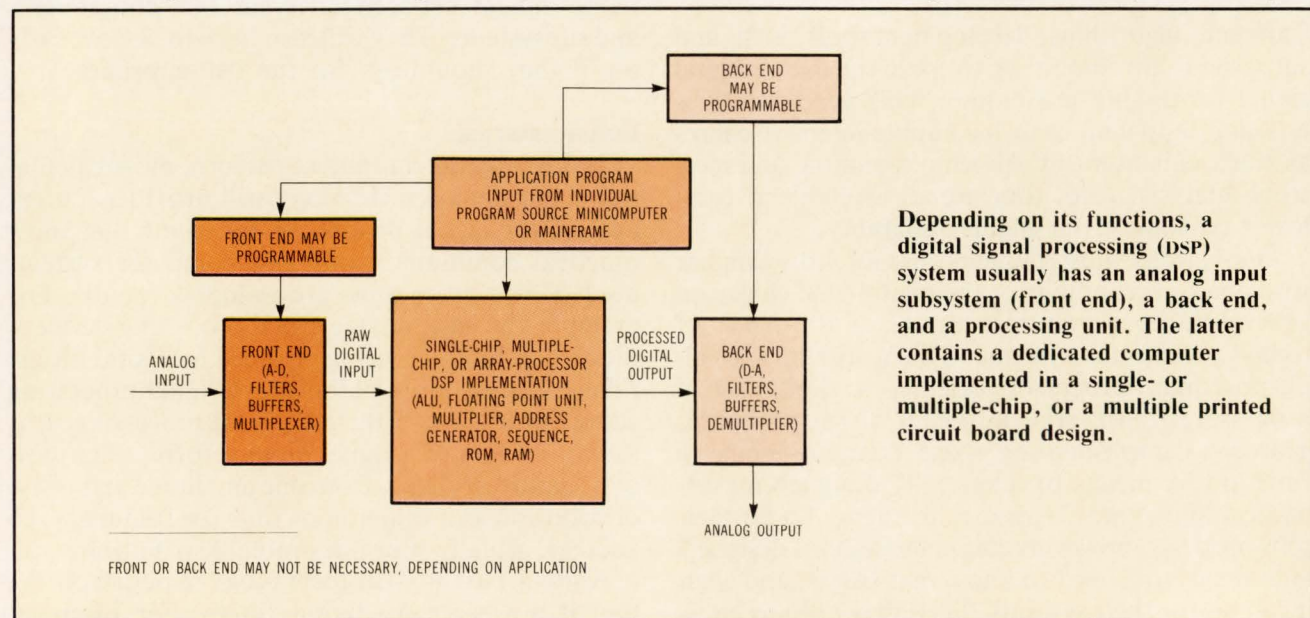 BACK END
MAY BE
PROGRAMMABLE
APPLICATION PROGRAM
INPUT FROM INDIVIDUAL
PROGRAM SOURCE MINICOMPUTER
OR MAINFRAME
FRONT END MAY BE
PROGRAMMABLE
ANALOG
INPUT
FRONT END
(A-D,
FILTERS,
BUFFERS,
MULTIPLEXER)
RAW
DIGITAL
INPUT
SINGLE-CHIP, MULTIPLE-
CHIP, OR ARRAY-PROCESSOR
DSP IMPLEMENTATION
(ALU, FLOATING POINT UNIT,
MULITPLIER, ADDRESS
GENERATOR, SEQUENCE,
ROM, RAM)
PROCESSED
DIGITAL
OUTPUT
BACK END
(D-A,
FILTERS,
BUFFERS,
DEMULTIPLIER)
ANALOG OUTPUT
FRONT OR BACK END MAY NOT BE NECESSARY, DEPENDING ON APPLICATION
Depending on its functions, a
digital signal processing (DSP)
system usually has an analog input
subsystem (front end), a back end,
and a processing unit. The latter
contains a dedicated computer
implemented in a single- or
multiple-chip, or a multiple printed
circuit board design.